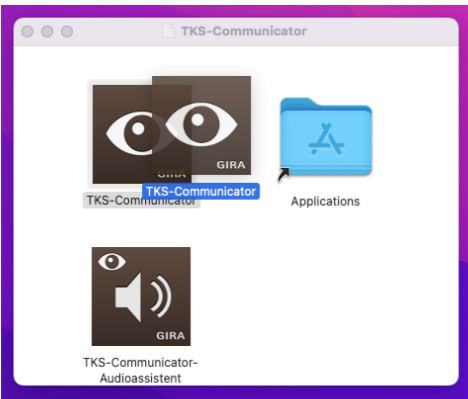 TKS-Communicator
GIRA
GIRA
TKS-Communicator
TKS-Communicator
Applications
GIRA
TKS-Communicator-
Audioassistent